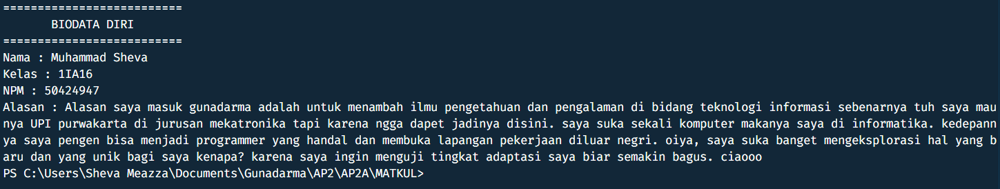 ==========================
BIODATA DIRI
==========================
Nama : Muhammad Sheva
Kelas : 1IA16
NPM : 50424947
Alasan : Alasan saya masuk gunadarma adalah untuk menambah ilmu pengetahuan dan pengalaman di bidang teknologi informasi sebenarnya tuh saya mau
nya UPI purwakarta di jurusan mekatronika tapi karena ngga dapet jadinya disini. saya suka sekali komputer makanya saya di informatika. kedepann
ya saya pengen bisa menjadi programmer yang handal dan membuka lapangan pekerjaan diluar negri. oiya, saya suka banget mengeksplorasi hal yang b
aru dan yang unik bagi saya kenapa? karena saya ingin menguji tingkat adaptasi saya biar semakin bagus. ciaooo
PS C:\Users\Sheva Meazza\Documents\Gunadarma\AP2\AP2A\MATKUL>